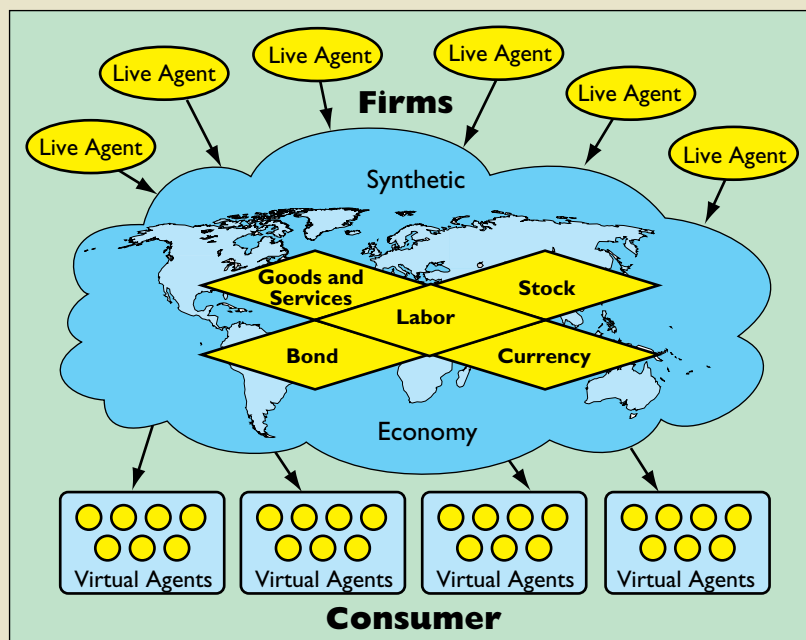 Live Agent
Live Agent
Live Agent
Live Agent
Live Agent
Live Agent
Firms
Synthetic
Goods and
Services
Stock
Labor
Bond
Currency
Economy
Virtual Agents
Virtual Agents
Virtual Agents
Virtual Agents
Consumer